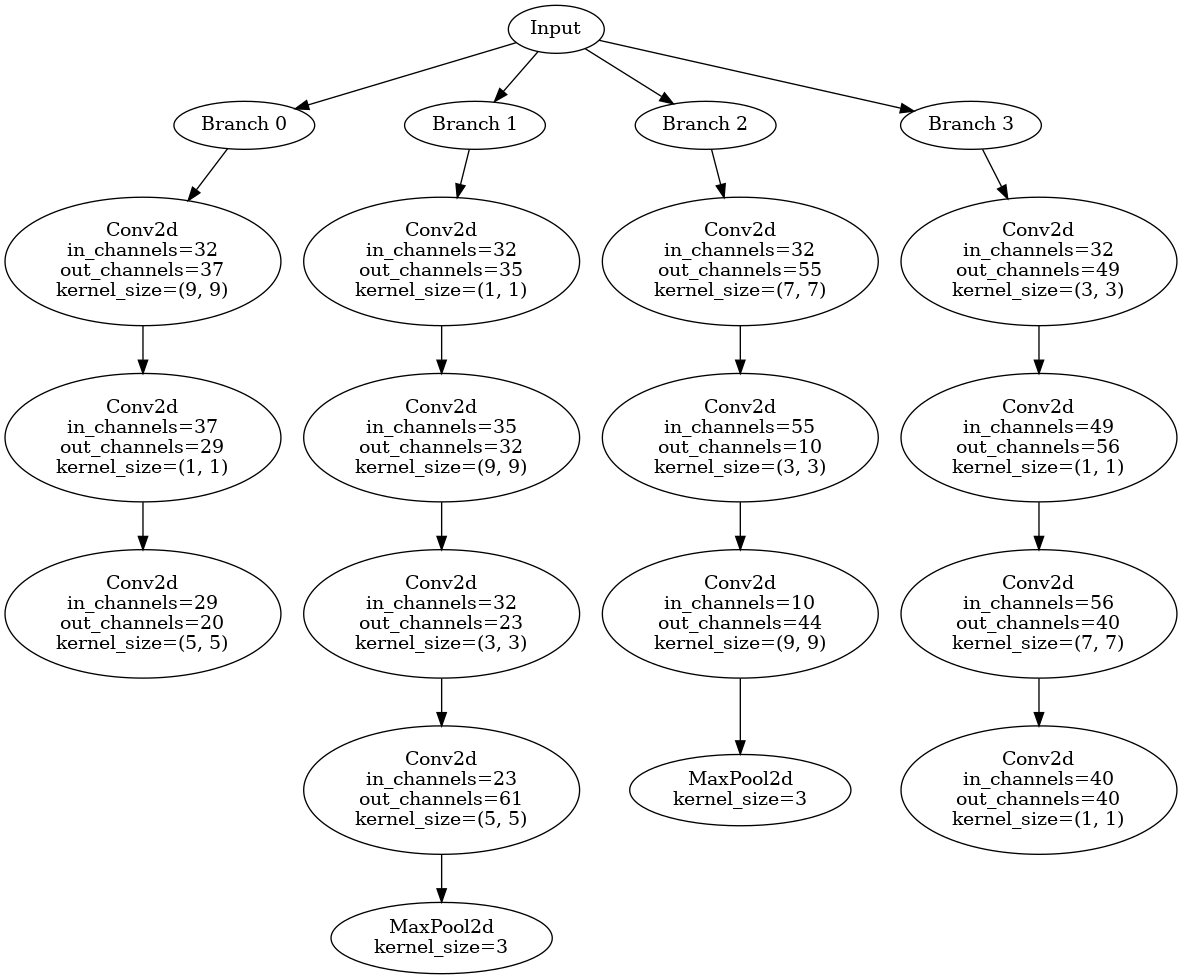 Input
Branch 0
Branch 1
Branch 2
Branch 3
Conv2d
in_channels=32
out_channels=37
kernel_size=(9, 9)
Conv2d
in_channels=32
out_channels=35
kernel_size=(1, 1)
Conv2d
in_channels=32
out_channels=55
kernel_size=(7, 7)
Conv2d
in_channels=32
out_channels=49
kernel_size=(3, 3)
Conv2d
in_channels=37
out_channels=29
kernel_size=(1, 1)
Conv2d
in_channels=35
out_channels=32
kernel_size=(9, 9)
Conv2d
in_channels=55
out_channels=10
kernel_size=(3, 3)
Conv2d
in_channels=49
out_channels=56
kernel_size=(1, 1)
Conv2d
in_channels=29
out_channels=20
kernel_size=(5, 5)
Conv2d
in_channels=32
out_channels=23
kernel_size=(3, 3)
Conv2d
in_channels=10
out_channels=44
kernel_size=(9, 9)
Conv2d
in_channels=56
out_channels=40
kernel_size=(7, 7)
Conv2d
in_channels=23
out_channels=61
kernel_size=(5, 5)
MaxPool2d
kernel_size=3
Conv2d
in_channels=40
out_channels=40
kernel_size=(1, 1)
MaxPool2d
kernel_size=3